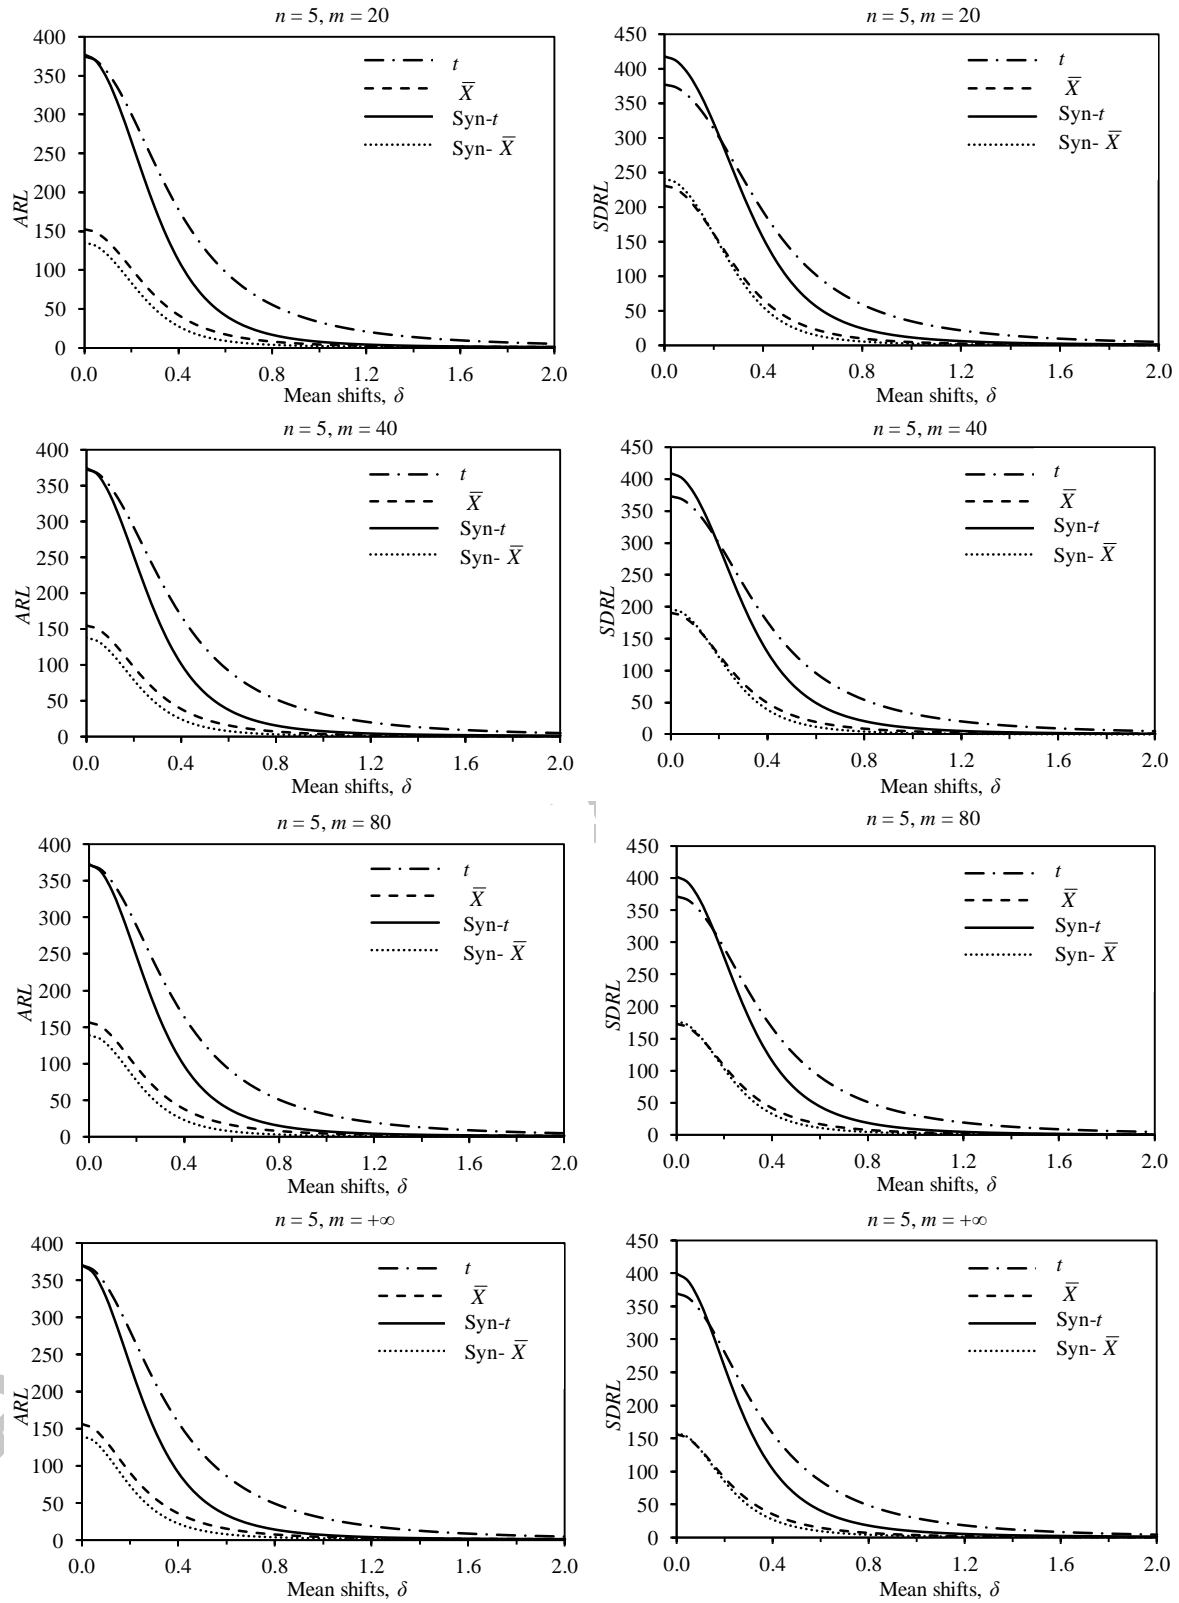 n = 5, m = 20
400
350
300
250
200
150
100
50
0
ARL
t
X̅
Syn-t
Syn- X̅
0.0 0.4 0.8 1.2 1.6 2.0
Mean shifts, δ
n = 5, m = 20
450
400
350
300
250
200
150
100
50
0
SDRL
t
X̅
Syn-t
Syn- X̅
0.0 0.4 0.8 1.2 1.6 2.0
Mean shifts, δ
n = 5, m = 40
400
350
300
250
200
150
100
50
0
ARL
t
X̅
Syn-t
Syn- X̅
0.0 0.4 0.8 1.2 1.6 2.0
Mean shifts, δ
n = 5, m = 40
450
400
350
300
250
200
150
100
50
0
SDRL
t
X̅
Syn-t
Syn- X̅
0.0 0.4 0.8 1.2 1.6 2.0
Mean shifts, δ
n = 5, m = 80
400
350
300
250
200
150
100
50
0
ARL
t
X̅
Syn-t
Syn- X̅
0.0 0.4 0.8 1.2 1.6 2.0
Mean shifts, δ
n = 5, m = 80
450
400
350
300
250
200
150
100
50
0
SDRL
t
X̅
Syn-t
Syn- X̅
0.0 0.4 0.8 1.2 1.6 2.0
Mean shifts, δ
n = 5, m = +∞
400
350
300
250
200
150
100
50
0
ARL
t
X̅
Syn-t
Syn- X̅
0.0 0.4 0.8 1.2 1.6 2.0
Mean shifts, δ
n = 5, m = +∞
450
400
350
300
250
200
150
100
50
0
SDRL
t
X̅
Syn-t
Syn- X̅
0.0 0.4 0.8 1.2 1.6 2.0
Mean shifts, δ